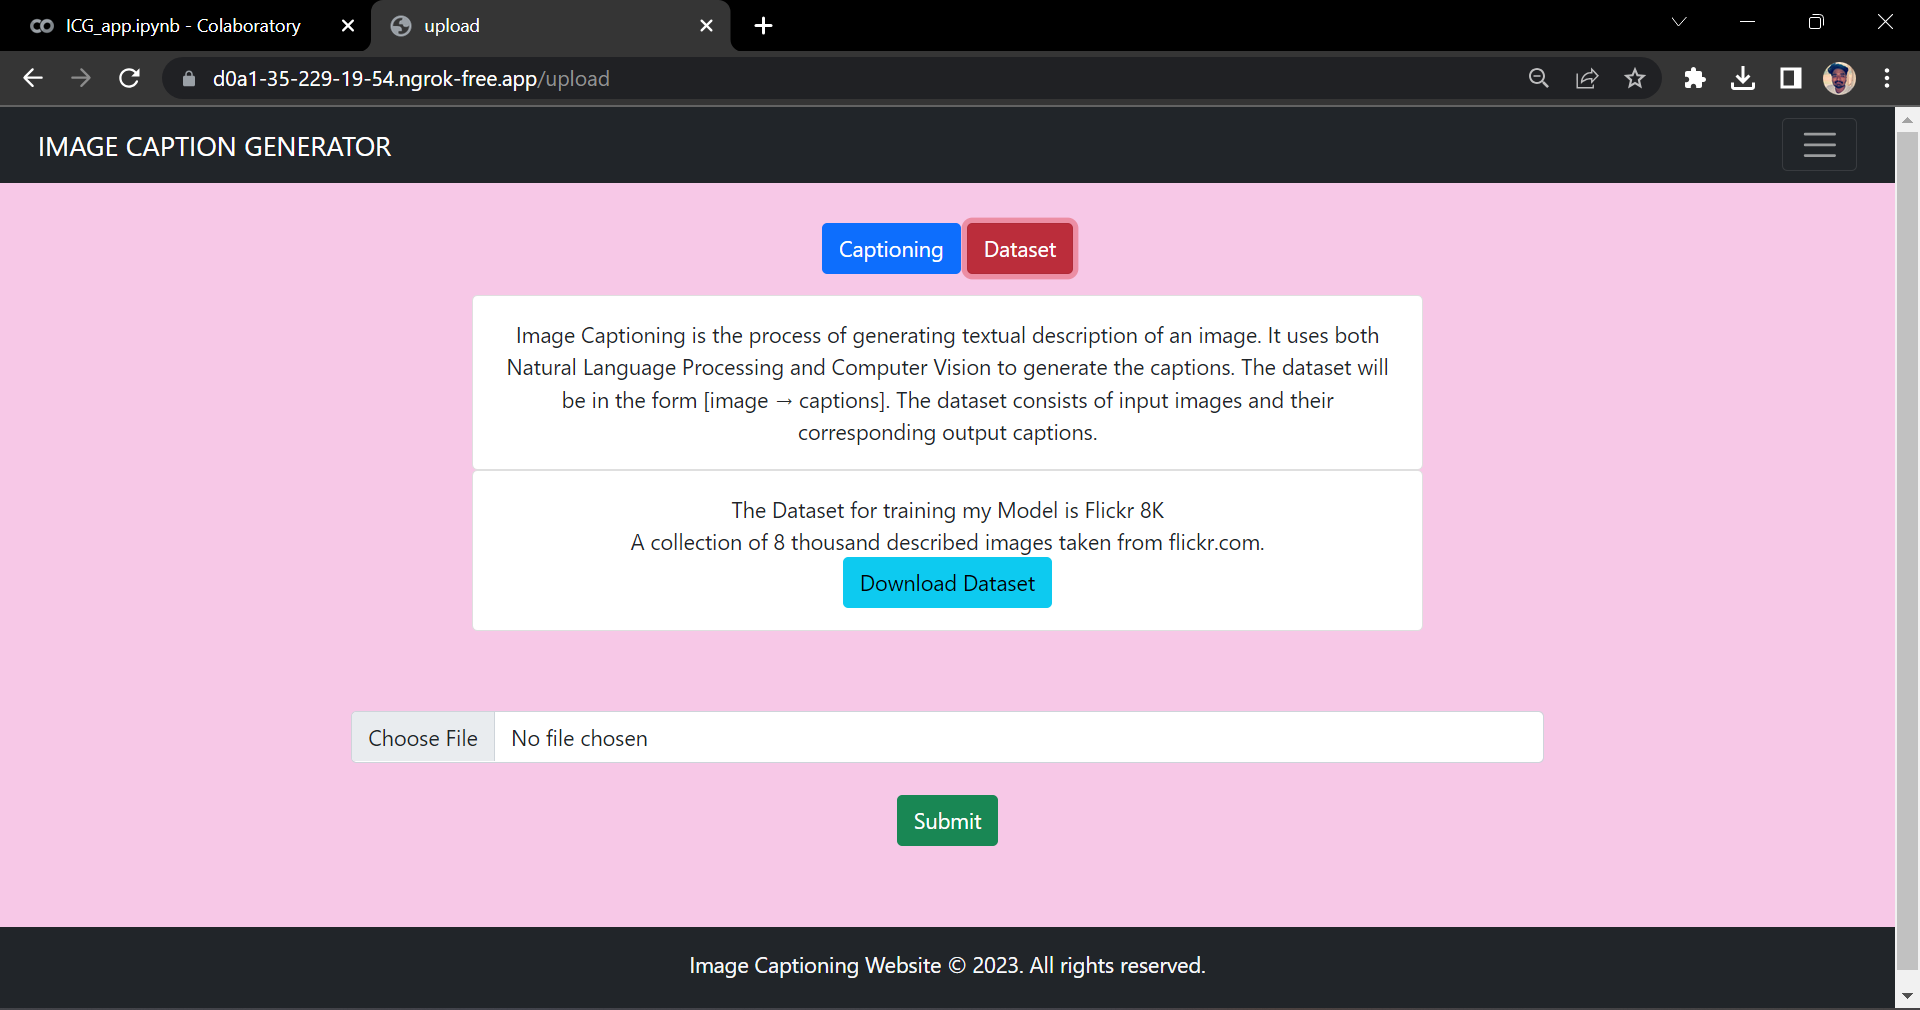 ICG_app.ipynb - Colaboratory
upload
d0a1-35-229-19-54.ngrok-free.app/upload
IMAGE CAPTION GENERATOR
Captioning
Dataset
Image Captioning is the process of generating textual description of an image. It uses both
Natural Language Processing and Computer Vision to generate the captions. The dataset will
be in the form [image → captions]. The dataset consists of input images and their
corresponding output captions.
The Dataset for training my Model is Flickr 8K
A collection of 8 thousand described images taken from flickr.com.
Download Dataset
Choose File
No file chosen
Submit
Image Captioning Website © 2023. All rights reserved.